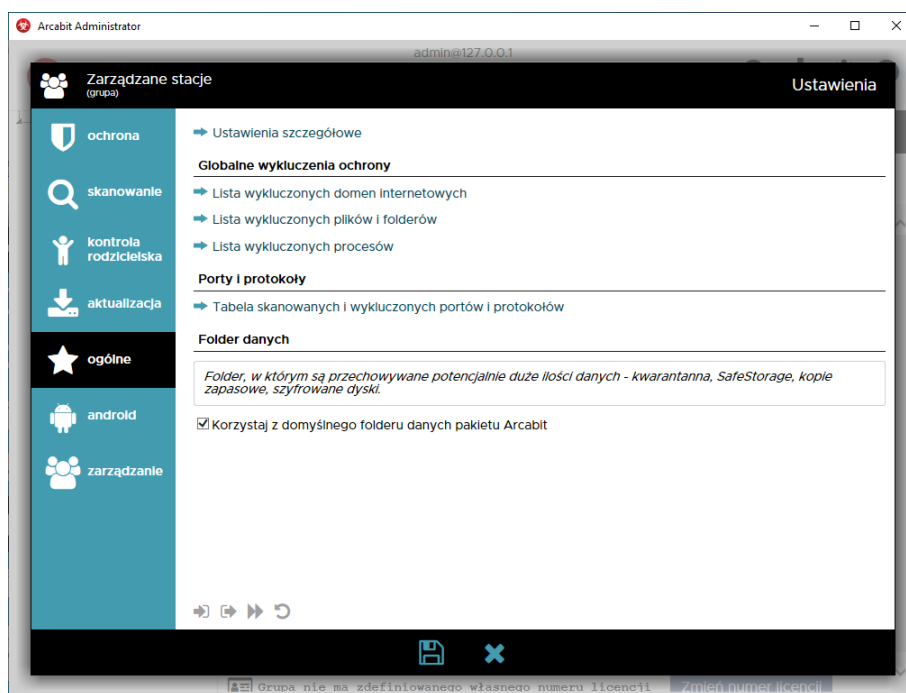 Arcabit Administrator
admin@127.0.0.1
Zarządzane stacje
(grupa)
Ustawienia
ochrona
skanowanie
kontrola
rodzicielska
aktualizacja
ogólne
android
zarządzanie
Ustawienia szczegółowe
Globalne wykluczenia ochrony
Lista wykluczonych domen internetowych
Lista wykluczonych plików i folderów
Lista wykluczonych procesów
Porty i protokoły
Tabela skanowanych i wykluczonych portów i protokołów
Folder danych
Folder, w którym są przechowywane potencjalnie duże ilości danych - kwarantanna, SafeStorage, kopie
zapasowe, szyfrowane dyski.
Korzystaj z domyślnego folderu danych pakietu Arcabit
Grupa nie ma zdefiniowanego własnego numeru licencji
Zmień numer licencji